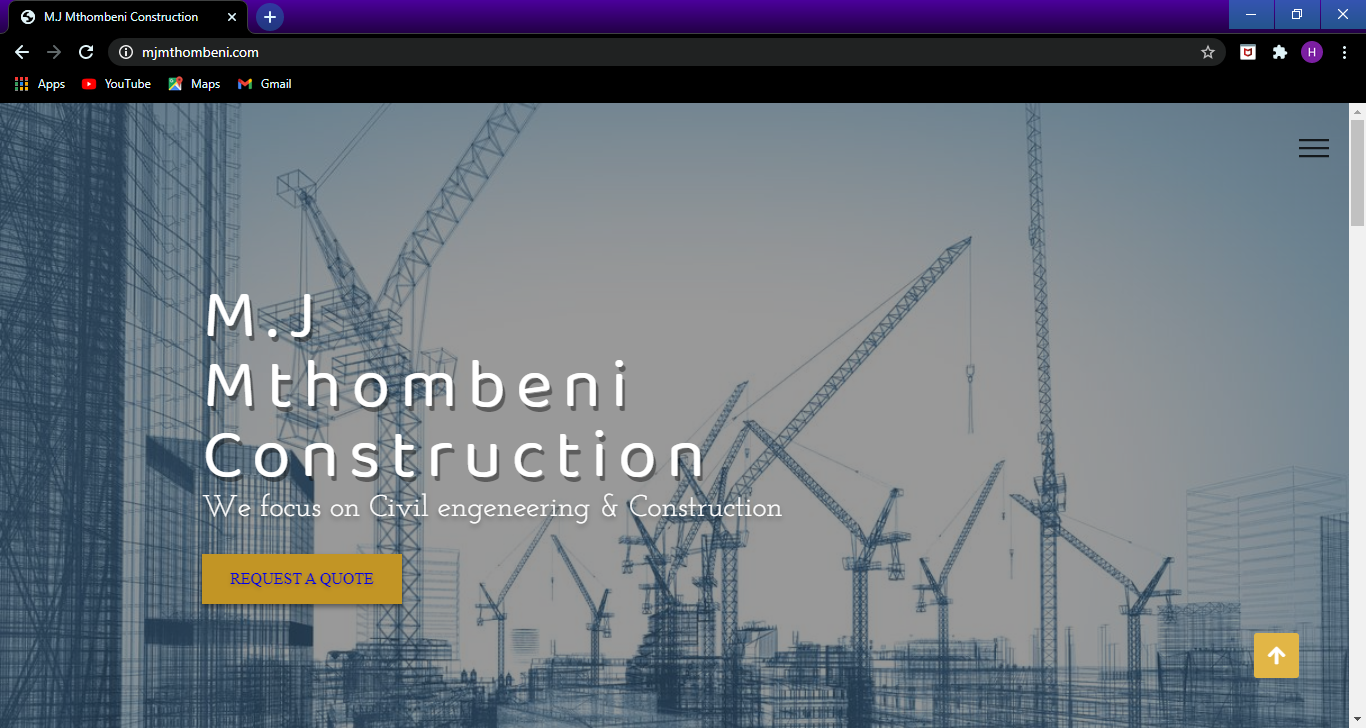 M.J Mthombeni Construction
mjmthombeni.com
H
Apps YouTube Maps Gmail
M.J
Mthombeni
Construction
We focus on Civil engeneering & Construction
REQUEST A QUOTE